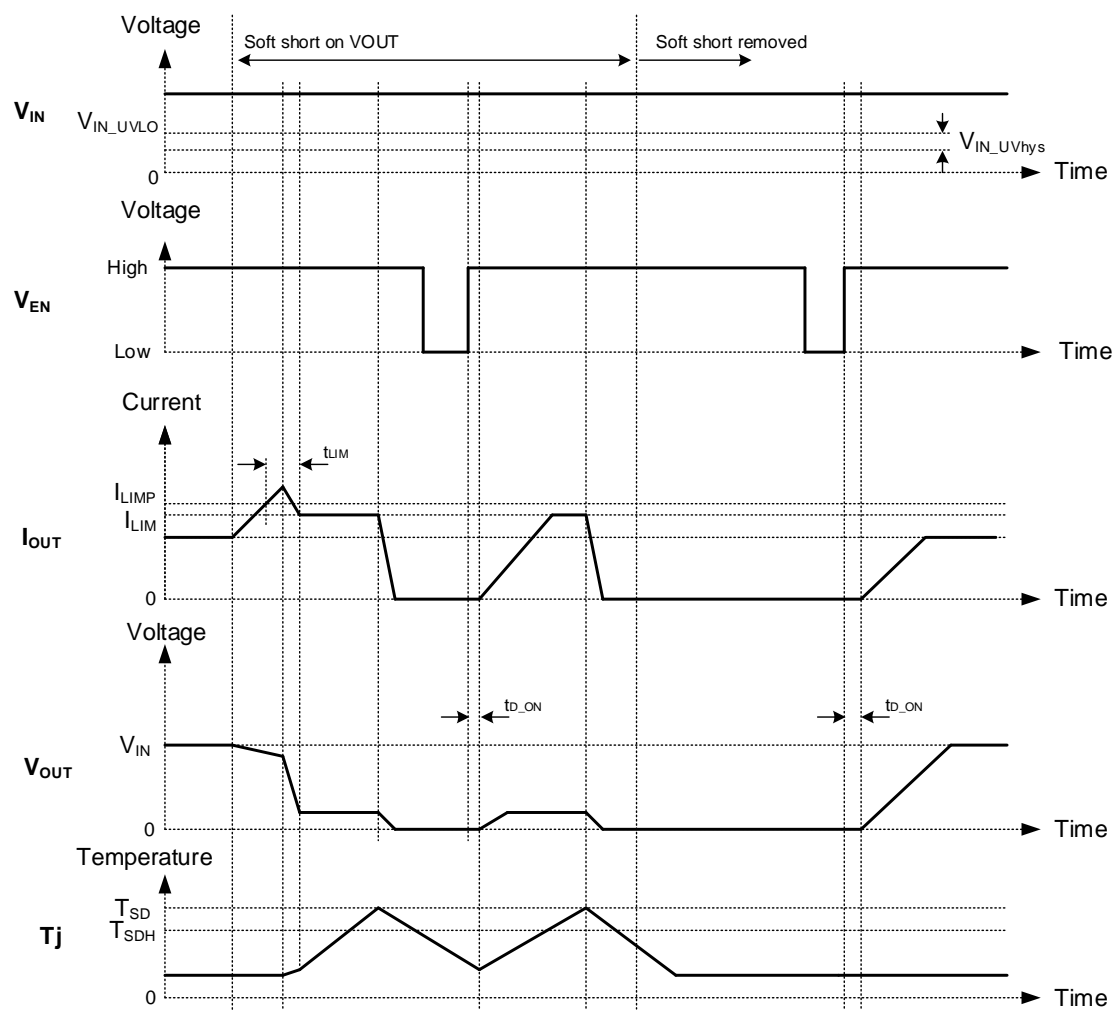 Voltage
Soft short on VOUT
Soft short removed
VIN
VIN_UVLO
VIN_UVhys
0
Time
Voltage
High
VEN
Low
Time
Current
tLIM
ILIMP
ILIM
IOUT
0
Time
Voltage
tD_ON
tD_ON
VIN
VOUT
0
Time
Temperature
TSD
TSDH
Tj
0
Time